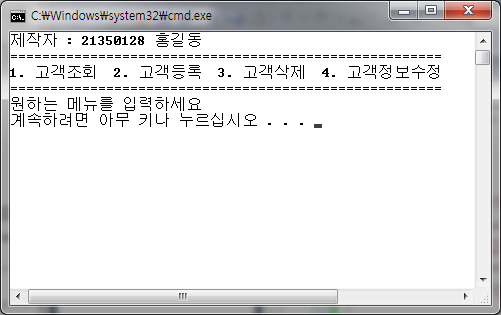 C:\Windows\system32\cmd.exe
제작자 : 21350128 홍길동
====================================================
1. 고객조회  2. 고객등록  3. 고객삭제  4. 고객정보수정
====================================================
원하는 메뉴를 입력하세요
계속하려면 아무 키나 누르십시오 . . .